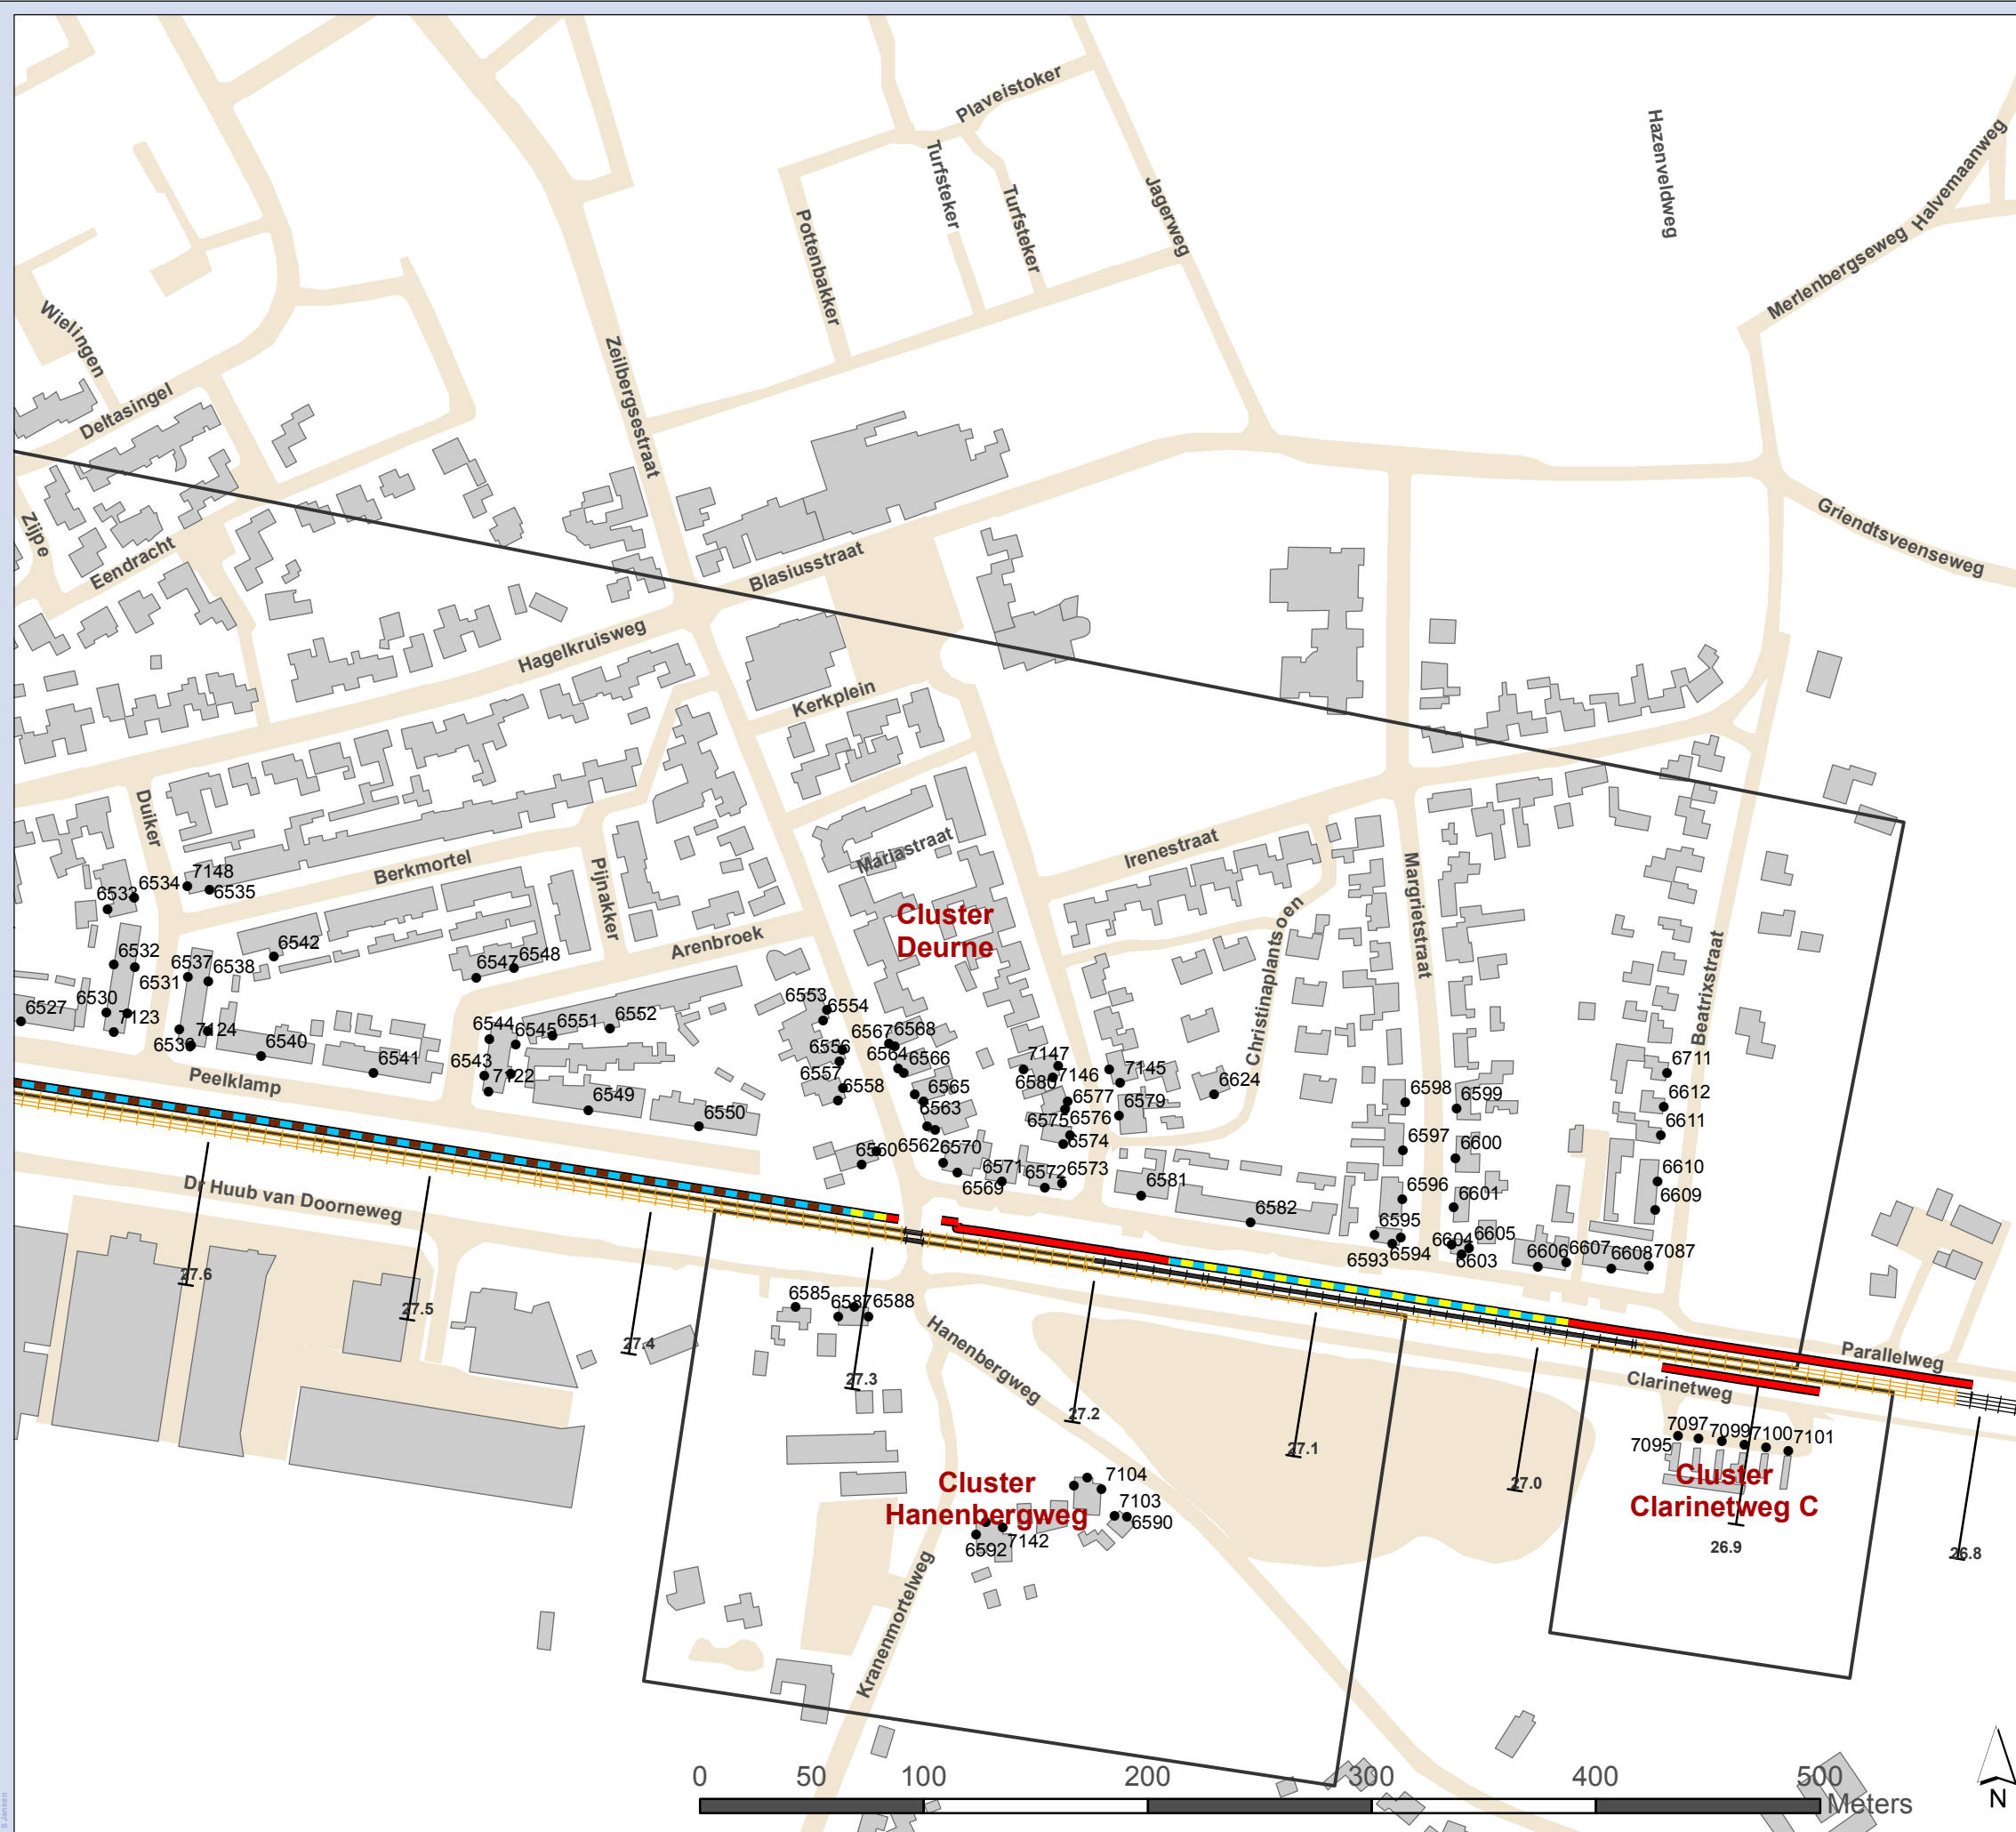 Plaveistoker
Turfsteker
Turfsteker
Jagerweg
Hazenveldweg
Halvemaanweg
Merlenbergseweg
Pottenbakker
Wielingen
Deltasingel
Zeilbergsestraat
Zijpe
Eendracht
Blasiusstraat
Griendtsveenseweg
Hagelkruisweg
Kerkplein
Duiker
Berkmortel
Pijnakker
Mariastraat
Irenestraat
Margrietstraat
Christinaplantsoen
Beatrixstraat
Arenbroek
Cluster
Deurne
6533
6534
7148
6535
6532
6542
6537
6538
6531
6547
6548
6527
6530
7123
7124
6540
6541
6544
6545
6551
6552
6543
7122
6549
6550
6553
6554
6567
6568
6556
6564
6566
6557
6558
6565
6563
6560
6562
6570
6569
6571
6572
6573
7147
7146
6580
7145
6577
6579
6575
6576
6574
6624
6581
6582
6598
6599
6597
6600
6596
6601
6595
6593
6594
6604
6605
6603
6606
6607
6608
7087
6711
6612
6611
6610
6609
Peelklamp
Dr Huub van Doorneweg
6585
6587
6588
27.6
27.5
27.4
27.3
27.2
27.1
27.0
26.9
26.8
Hanenbergweg
Parallelweg
Clarinetweg
7097
7099
7100
7101
7095
Cluster
Clarinetweg C
Cluster
Hanenbergweg
7104
7103
6590
7142
6592
Kranenmortelweg
0 50 100 200 300 400 500
Meters
N
S Jansen